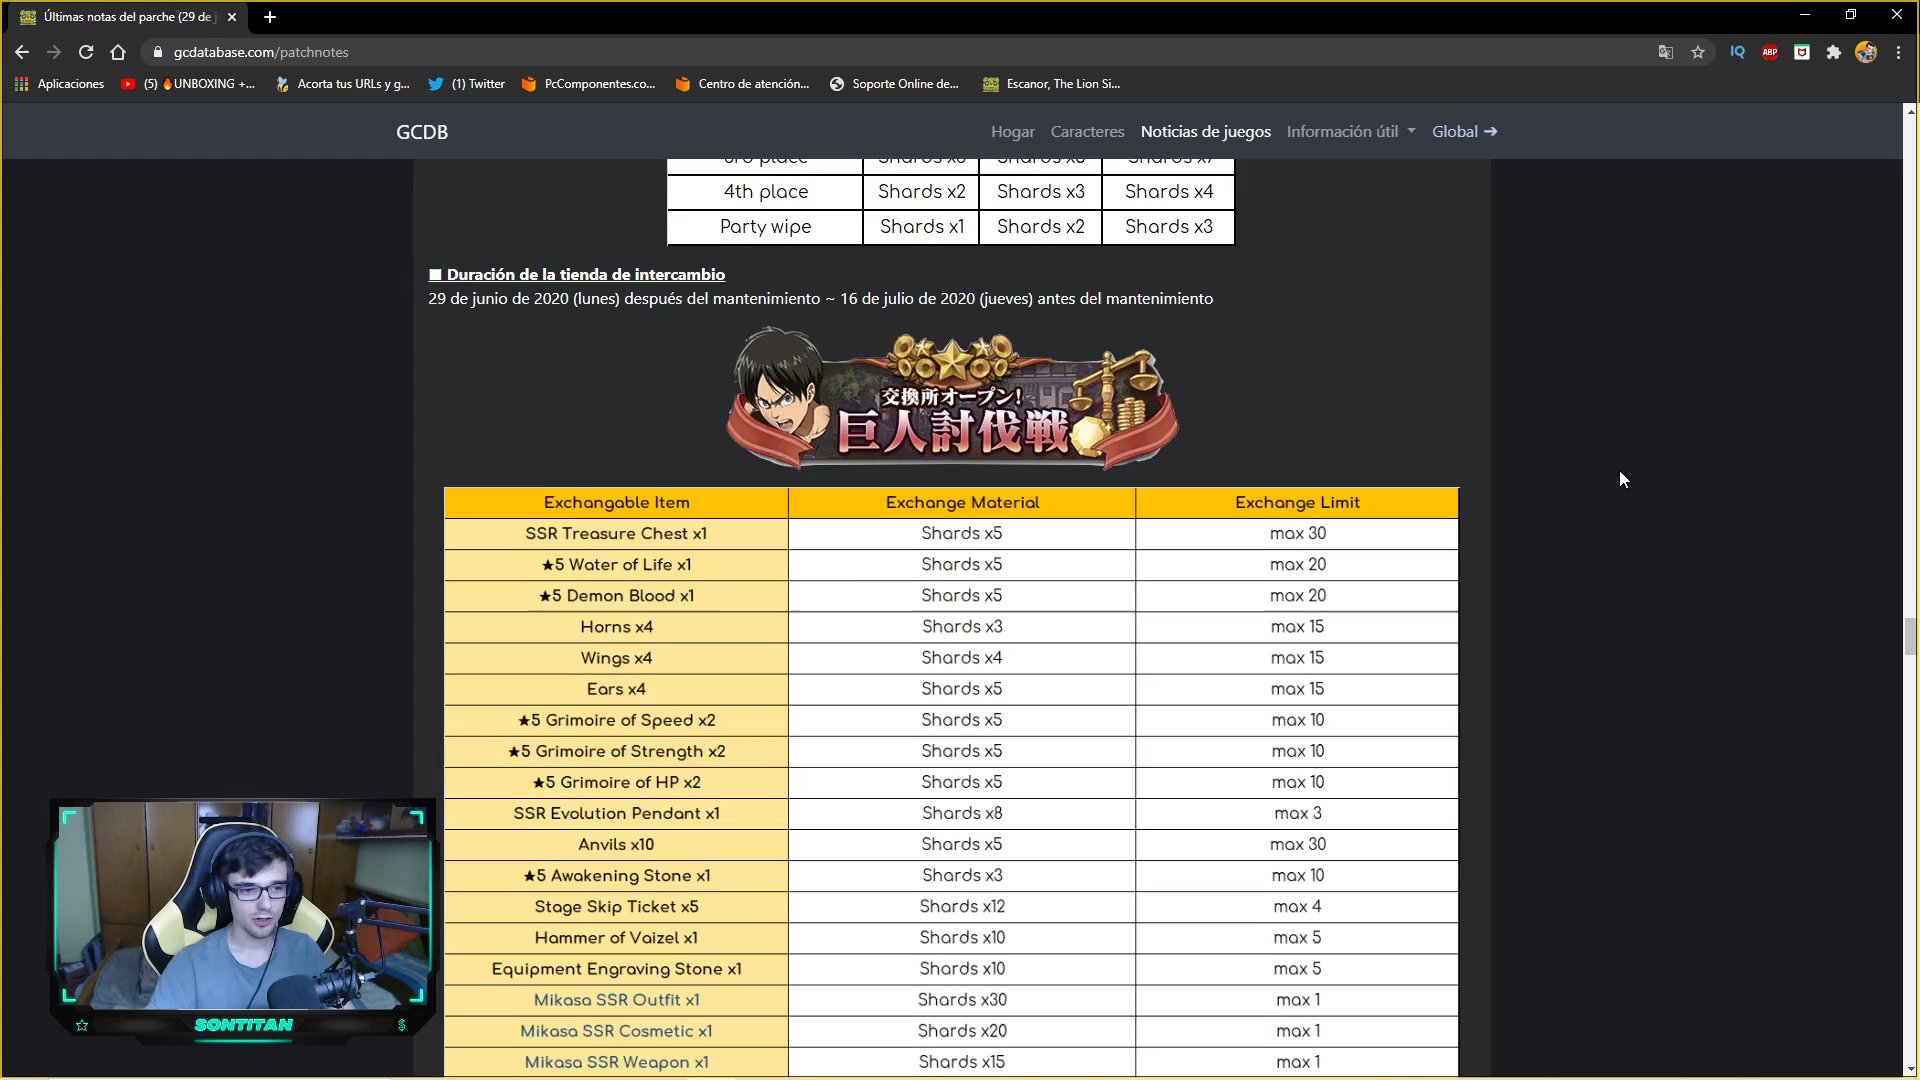 Últimas notas del parche (29 de j
gcdatabase.com/patchnotes
Aplicaciones
(5) 🔥UNBOXING +...
Acorta tus URLs y g...
(1) Twitter
PcComponentes.co...
Centro de atención...
Soporte Online de...
Escanor, The Lion Si...
GCDB
Hogar
Caracteres
Noticias de juegos
Información útil
Global ➔
3rd place
4th place Shards x2 Shards x3 Shards x4
Party wipe Shards x1 Shards x2 Shards x3
■ Duración de la tienda de intercambio
29 de junio de 2020 (lunes) después del mantenimiento ~ 16 de julio de 2020 (jueves) antes del mantenimiento
交換所オープン!
巨人討伐戦
Exchangable Item Exchange Material Exchange Limit
SSR Treasure Chest x1 Shards x5 max 30
★5 Water of Life x1 Shards x5 max 20
★5 Demon Blood x1 Shards x5 max 20
Horns x4 Shards x3 max 15
Wings x4 Shards x4 max 15
Ears x4 Shards x5 max 15
★5 Grimoire of Speed x2 Shards x5 max 10
★5 Grimoire of Strength x2 Shards x5 max 10
★5 Grimoire of HP x2 Shards x5 max 10
SSR Evolution Pendant x1 Shards x8 max 3
Anvils x10 Shards x5 max 30
★5 Awakening Stone x1 Shards x3 max 10
Stage Skip Ticket x5 Shards x12 max 4
Hammer of Vaizel x1 Shards x10 max 5
Equipment Engraving Stone x1 Shards x10 max 5
Mikasa SSR Outfit x1 Shards x30 max 1
Mikasa SSR Cosmetic x1 Shards x20 max 1
Mikasa SSR Weapon x1 Shards x15 max 1
SONTITAN
IQ
ABP